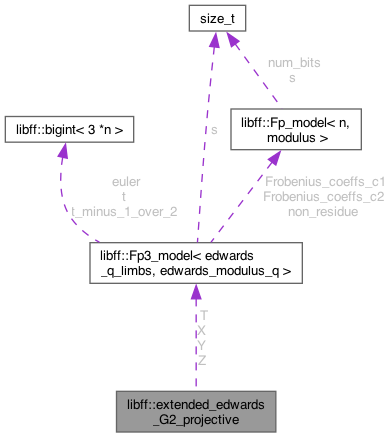 size_t
num_bits
s
libff::bigint< 3 *n >
s
libff::Fp_model< n,
modulus >
euler
t
t_minus_1_over_2
Frobenius_coeffs_c1
Frobenius_coeffs_c2
non_residue
libff::Fp3_model< edwards
_q_limbs, edwards_modulus_q >
T
X
Y
Z
libff::extended_edwards
_G2_projective